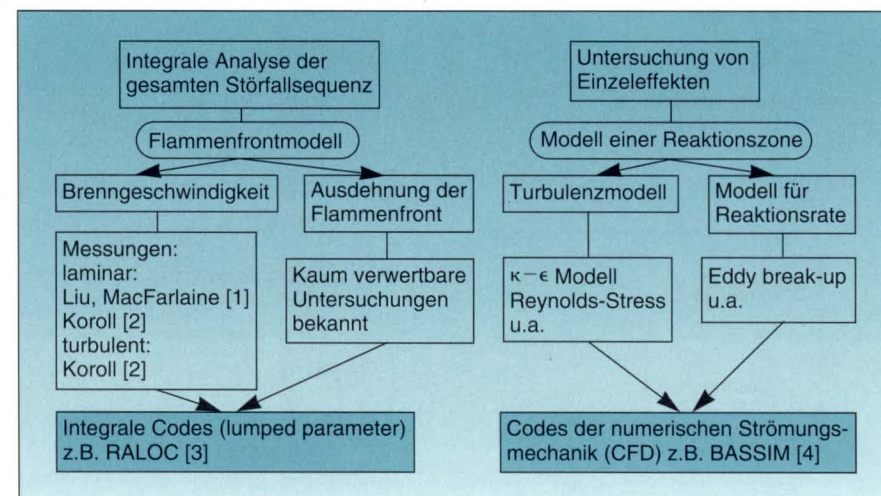 Integrale Analyse der
gesamten Störfallsequenz
Flammenfrontmodell
Brenngeschwindigkeit
Ausdehnung der
Flammenfront
Messungen:
laminar:
Liu, MacFarlaine [1]
Koroll [2]
turbulent:
Koroll [2]
Kaum verwertbare
Untersuchungen
bekannt
Integrale Codes (lumped parameter)
z.B. RALOC [3]
Untersuchung von
Einzeleffekten
Modell einer Reaktionszone
Turbulenzmodell
Modell für
Reaktionsrate
κ−ϵ Modell
Reynolds-Stress
u.a.
Eddy break-up
u.a.
Codes der numerischen Strömungs-
mechanik (CFD) z.B. BASSIM [4]